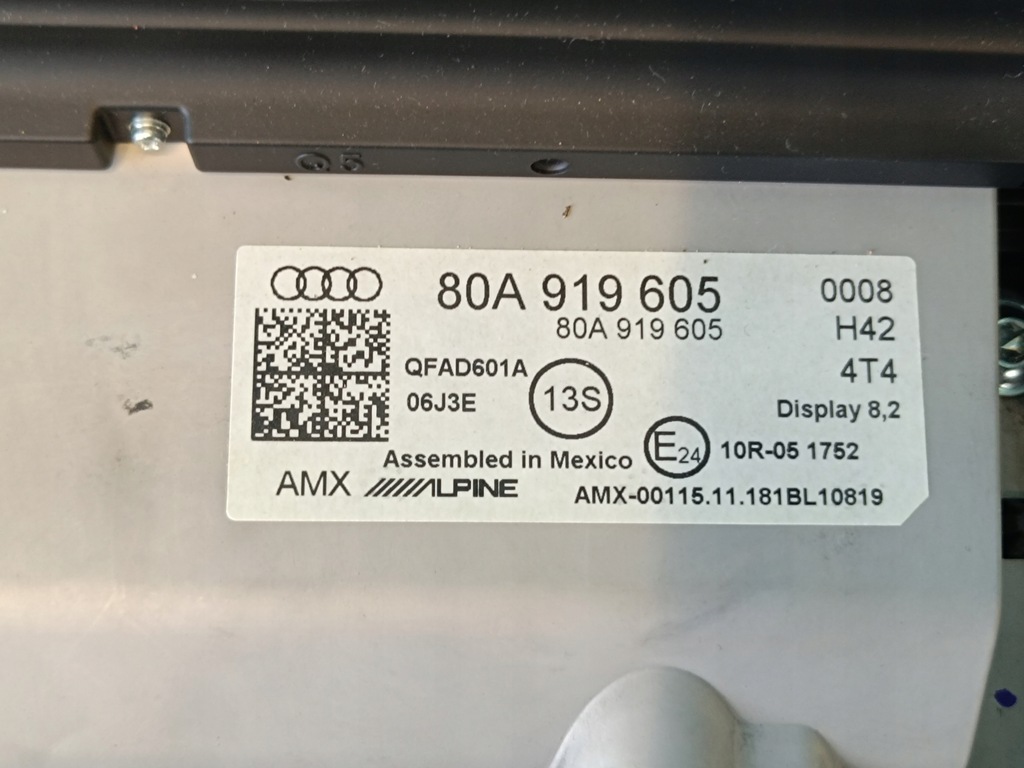 Q5
80A 919 605 0008
80A 919 605 H42
QFAD601A 4T4
06J3E 13S Display 8,2
Assembled in Mexico E24 10R-05 1752
AMX ALPINE AMX-00115.11.181BL10819